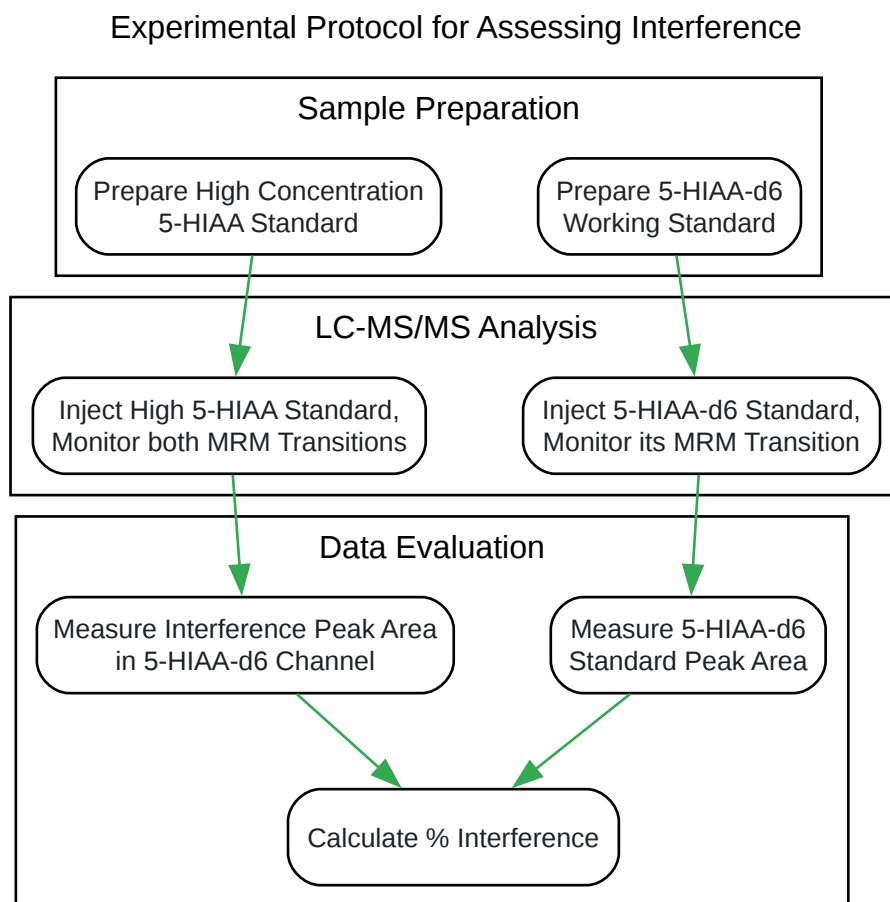 Experimental Protocol for Assessing Interference
Sample Preparation
Prepare High Concentration
5-HIAA Standard
Prepare 5-HIAA-d6
Working Standard
LC-MS/MS Analysis
Inject High 5-HIAA Standard,
Monitor both MRM Transitions
Inject 5-HIAA-d6 Standard,
Monitor its MRM Transition
Data Evaluation
Measure Interference Peak Area
in 5-HIAA-d6 Channel
Measure 5-HIAA-d6
Standard Peak Area
Calculate % Interference